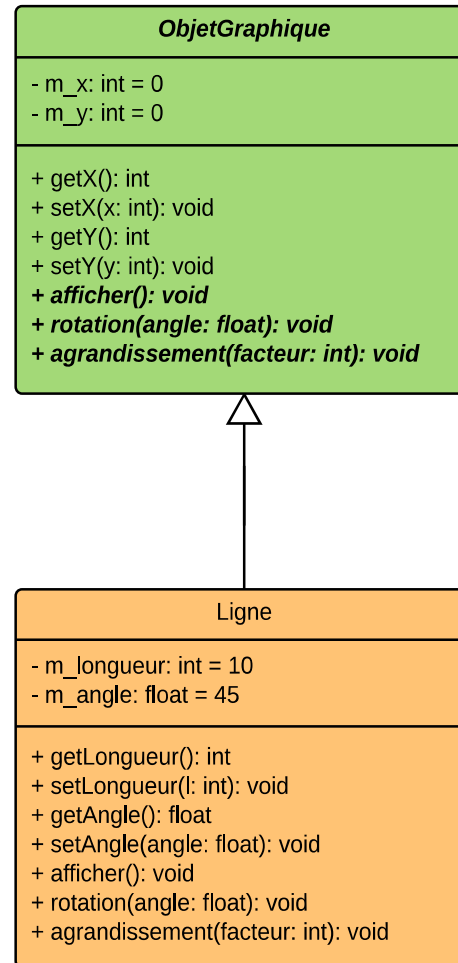 ObjetGraphique
- m_x: int = 0
- m_y: int = 0
+ getX(): int
+ setX(x: int): void
+ getY(): int
+ setY(y: int): void
+ afficher(): void
+ rotation(angle: float): void
+ agrandissement(facteur: int): void
Ligne
- m_longueur: int = 10
- m_angle: float = 45
+ getLongueur(): int
+ setLongueur(l: int): void
+ getAngle(): float
+ setAngle(angle: float): void
+ afficher(): void
+ rotation(angle: float): void
+ agrandissement(facteur: int): void